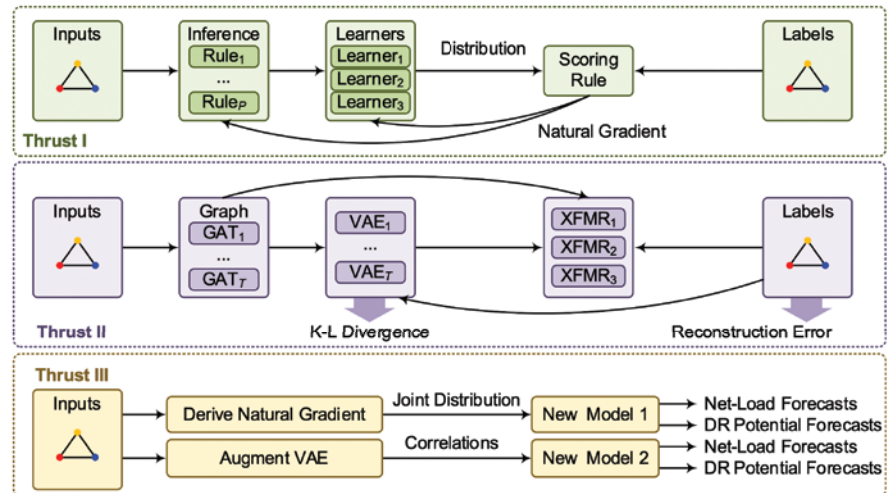 Inputs
Inference
Rule1
...
RuleP
Learners
Learner1
Learner2
Learner3
Distribution
Scoring
Rule
Labels
Natural Gradient
Thrust I
Inputs
Graph
GAT1
...
GATT
VAE1
...
VAET
XFMR1
XFMR2
XFMR3
Labels
Thrust II
K-L Divergence
Reconstruction Error
Thrust III
Inputs
Derive Natural Gradient
Joint Distribution
New Model 1
Net-Load Forecasts
DR Potential Forecasts
Augment VAE
Correlations
New Model 2
Net-Load Forecasts
DR Potential Forecasts